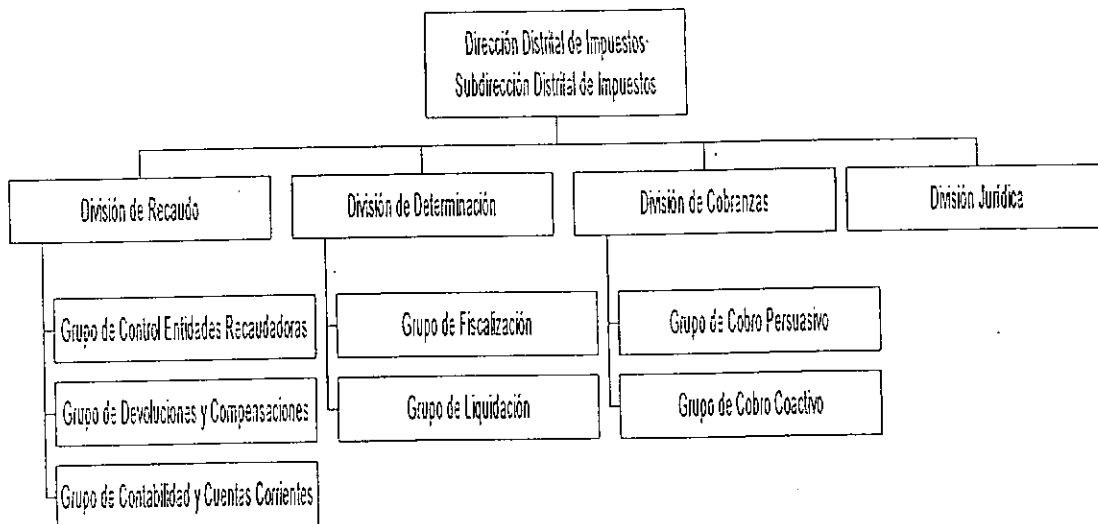 Dirección Distrital de Impuestos-
Subdirección Distrital de Impuestos
División de Recaudo
División de Determinación
División de Cobranzas
División Jurídica
Grupo de Control Entidades Recaudadoras
Grupo de Fiscalización
Grupo de Cobro Persuasivo
Grupo de Devoluciones y Compensaciones
Grupo de Liquidación
Grupo de Cobro Coactivo
Grupo de Contabilidad y Cuentas Corrientes